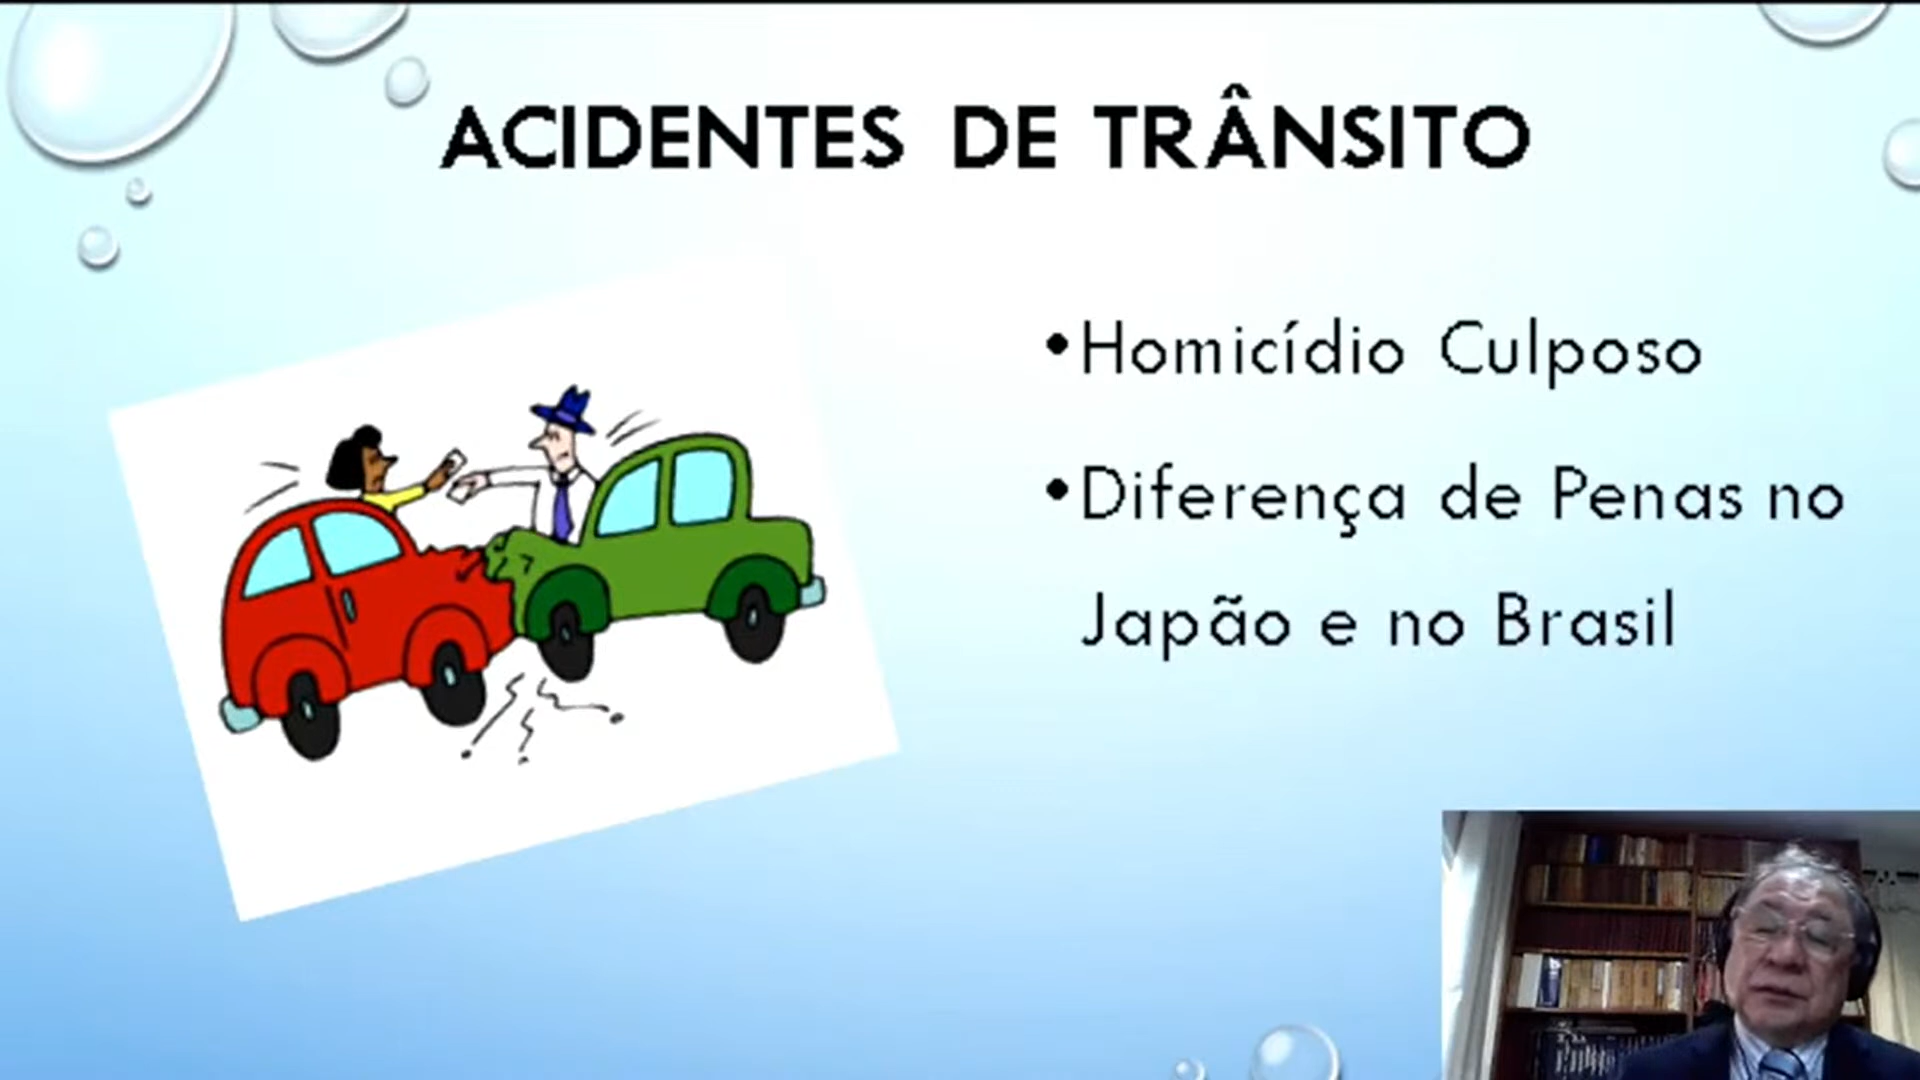 ACIDENTES DE TRÂNSITO
•Homicídio Culposo
•Diferença de Penas no
Japão e no Brasil